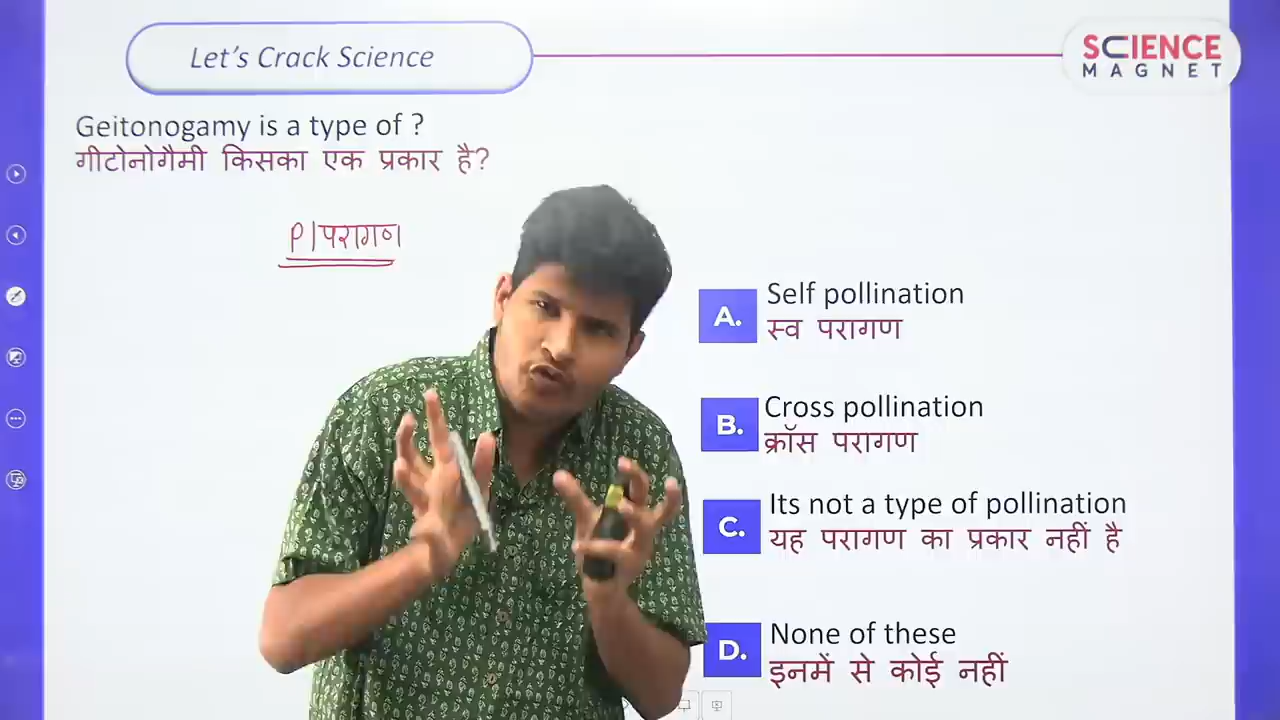 Let's Crack Science
SCIENCE
MAGNET
Geitonogamy is a type of ?
गीटोनोगैमी किसका एक प्रकार है?
P|परागण
A.
Self pollination
स्व परागण
B.
Cross pollination
क्रॉस परागण
C.
Its not a type of pollination
यह परागण का प्रकार नहीं है
D.
None of these
इनमें से कोई नहीं